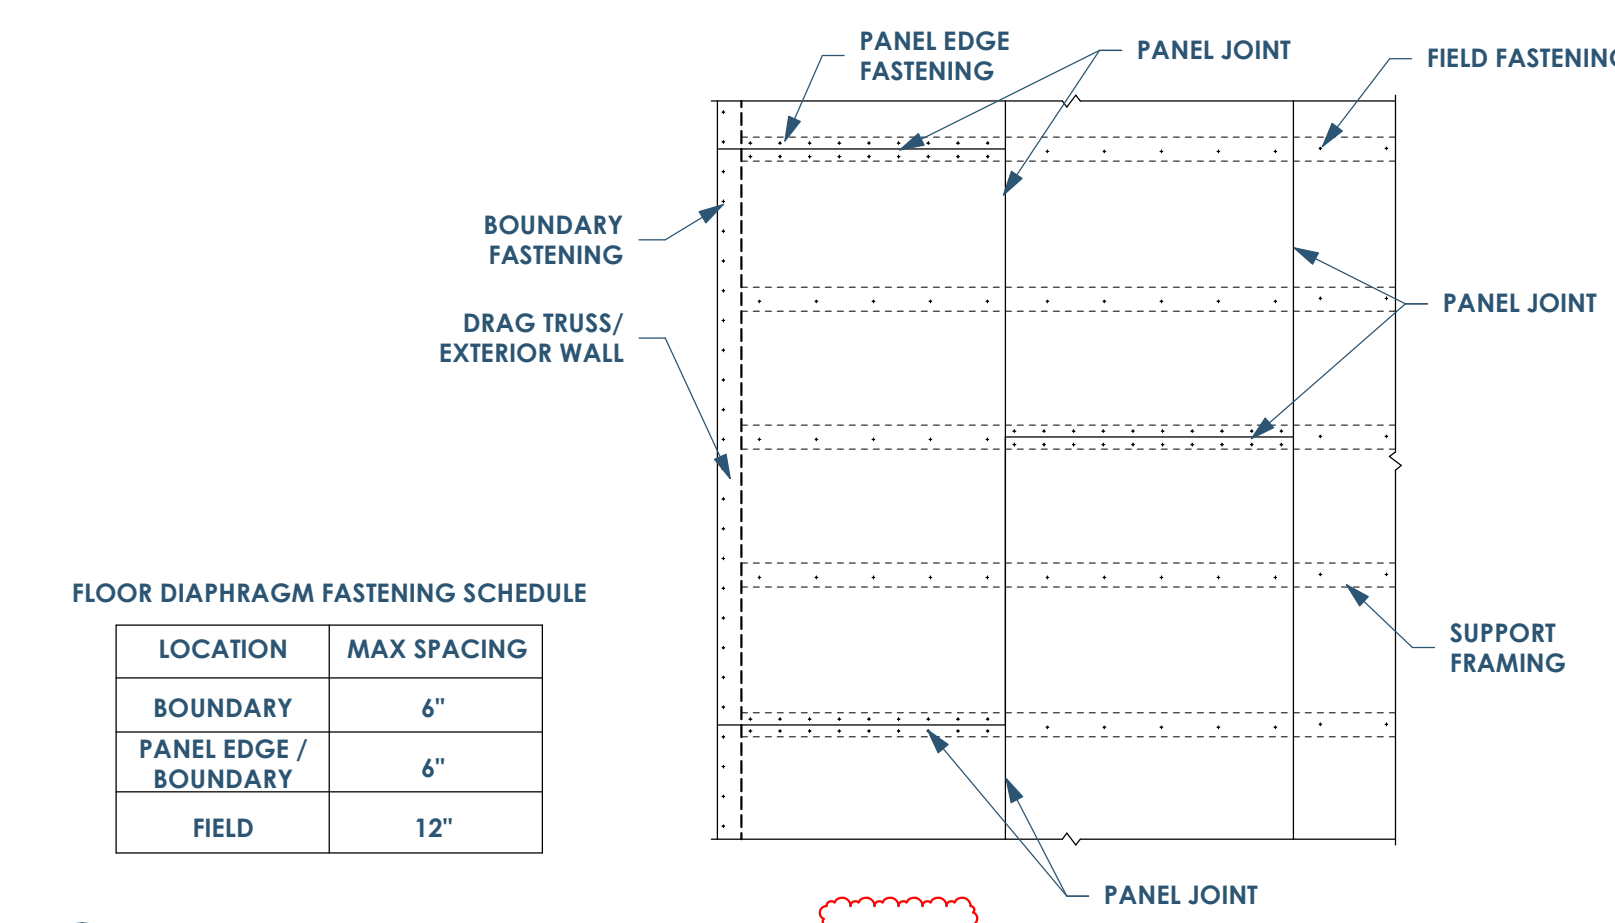 PANEL EDGE
FASTENING
PANEL JOINT
FIELD FASTENING
BOUNDARY
FASTENING
DRAG TRUSS/
EXTERIOR WALL
PANEL JOINT
FLOOR DIAPHRAGM FASTENING SCHEDULE
LOCATION MAX SPACING
BOUNDARY 6"
PANEL EDGE /
BOUNDARY 6"
FIELD 12"
SUPPORT
FRAMING
PANEL JOINT